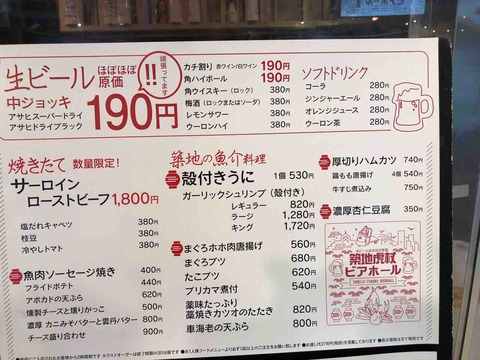 生ビール
ほぼほぼ
原価
!!
頑張ってます
中ジョッキ
アサヒスーパードライ
アサヒドライブラック
190円
カチ割り 赤ワイン/白ワイン 190円
角ハイボール 190円
角ウイスキー(ロック) 380円
梅酒(ロックまたはソーダ) 380円
レモンサワー 380円
ウーロンハイ 380円
ソフトドリンク
コーラ 280円
ジンジャーエール 280円
オレンジジュース 280円
ウーロン茶 280円
焼きたて 数量限定!
サーロイン
ローストビーフ 1,800円
塩だれキャベツ 380円
枝豆 380円
冷やしトマト 380円
魚肉ソーセージ焼き 400円
フライドポテト 440円
アボカドの天ぷら 620円
燻製チーズと燻りがっこ 500円
濃厚 カニみそバターと雲丹バター 800円
チーズ盛り合わせ 900円
築地の魚介料理
殻付きうに 1個 530円
ガーリックシュリンプ(殻付き)
レギュラー 820円
ラージ 1,280円
キング 1,720円
まぐろホホ肉唐揚げ 560円
まぐろブツ 680円
たこブツ 620円
ブリカマ煮付 540円
薬味たっぷり
藁焼きカツオのたたき 820円
車海老の天ぷら 800円
厚切りハムカツ 740円
鶏もも唐揚げ 4個 540円
牛すじ煮込み 750円
濃厚杏仁豆腐 350円
築地虎杖
ビアホール